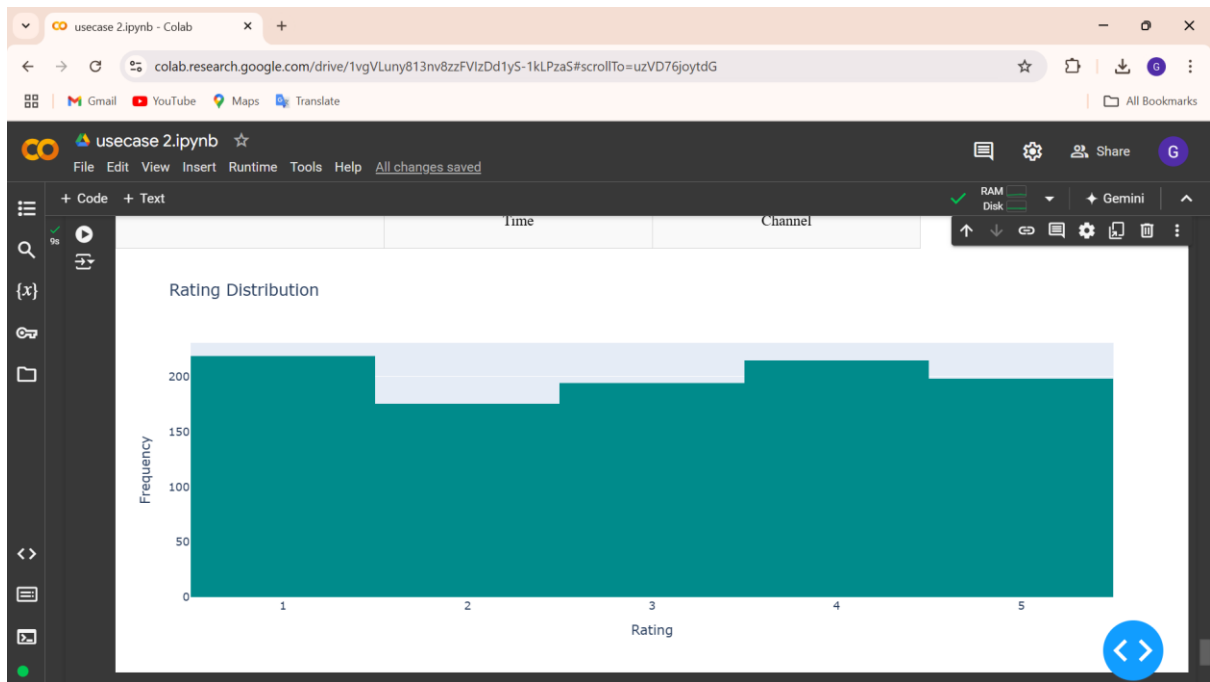 usecase 2.ipynb - Colab
colab.research.google.com/drive/1vgVLuny813nv8zzFVIzDd1yS-1kLPzaS#scrollTo=uzVD76joytdG
G
Gmail YouTube Maps Translate All Bookmarks
CO usecase 2.ipynb
File Edit View Insert Runtime Tools Help All changes saved
Share G
+ Code + Text
RAM
Disk
Gemini
9s
Time Channel
{x}
Rating Distribution
200
150
100
50
0
Frequency
1 2 3 4 5
Rating